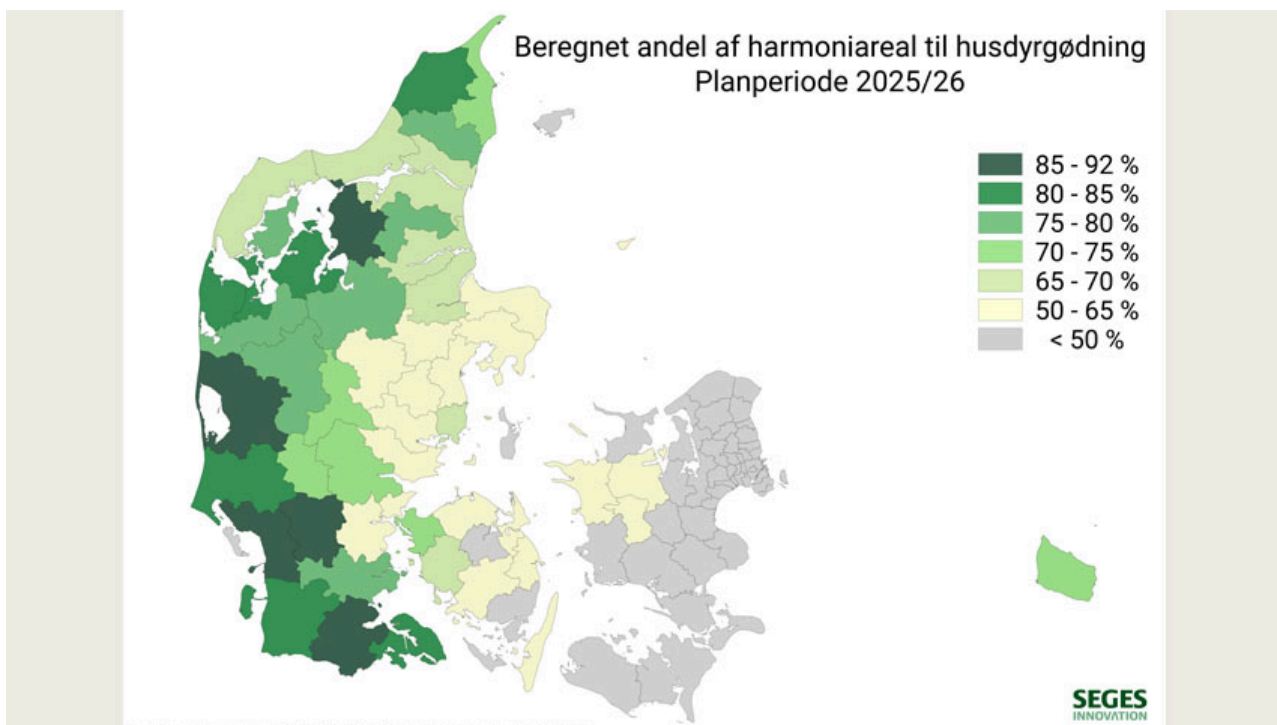 Beregnet andel af harmoniareal til husdyrgødning
Planperiode 2025/26
85 - 92 %
80 - 85 %
75 - 80 %
70 - 75 %
65 - 70 %
50 - 65 %
< 50 %
SEGES
INNOVATION